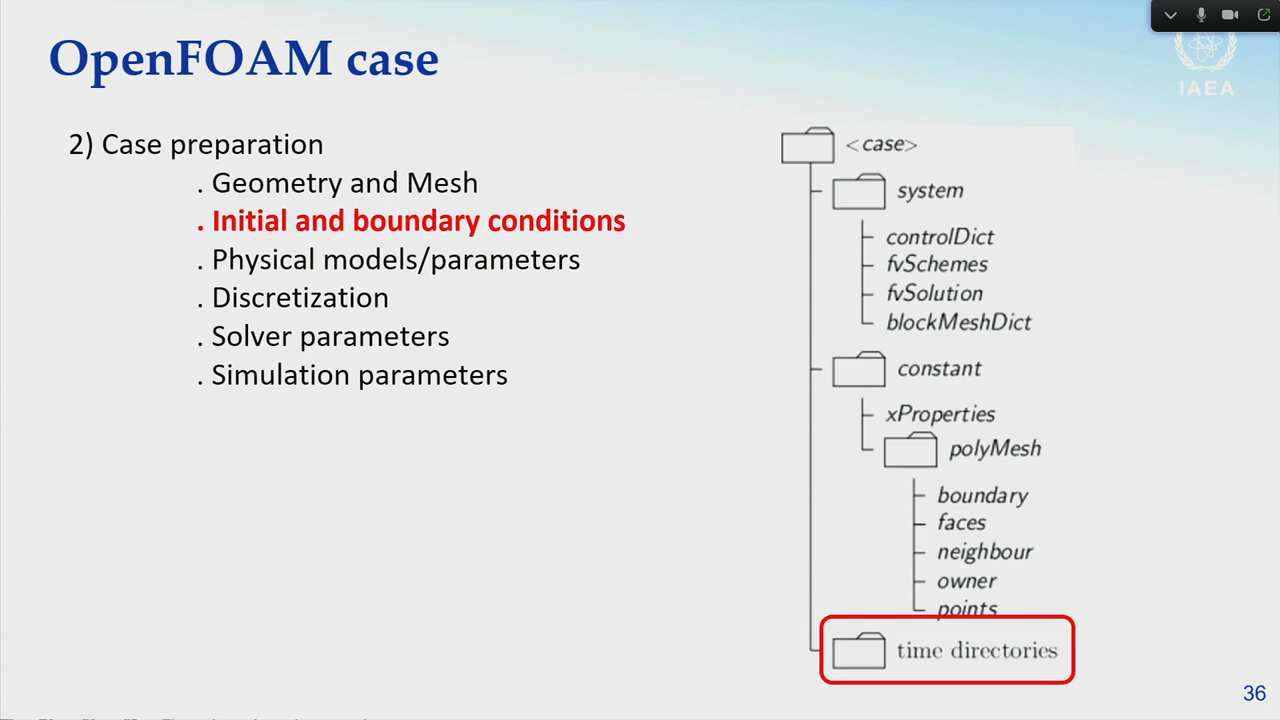 OpenFOAM case
IAEA
2) Case preparation
. Geometry and Mesh
. Initial and boundary conditions
. Physical models/parameters
. Discretization
. Solver parameters
. Simulation parameters
<case>
system
controlDict
fvSchemes
fvSolution
blockMeshDict
constant
xProperties
polyMesh
boundary
faces
neighbour
owner
points
time directories
36